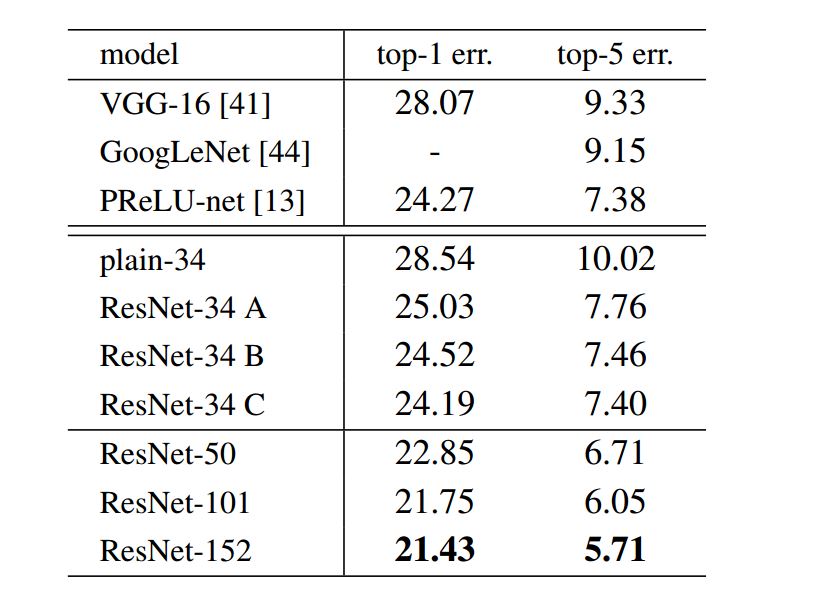 model top-1 err. top-5 err.
VGG-16 [41] 28.07 9.33
GoogLeNet [44] - 9.15
PReLU-net [13] 24.27 7.38
plain-34 28.54 10.02
ResNet-34 A 25.03 7.76
ResNet-34 B 24.52 7.46
ResNet-34 C 24.19 7.40
ResNet-50 22.85 6.71
ResNet-101 21.75 6.05
ResNet-152 21.43 5.71